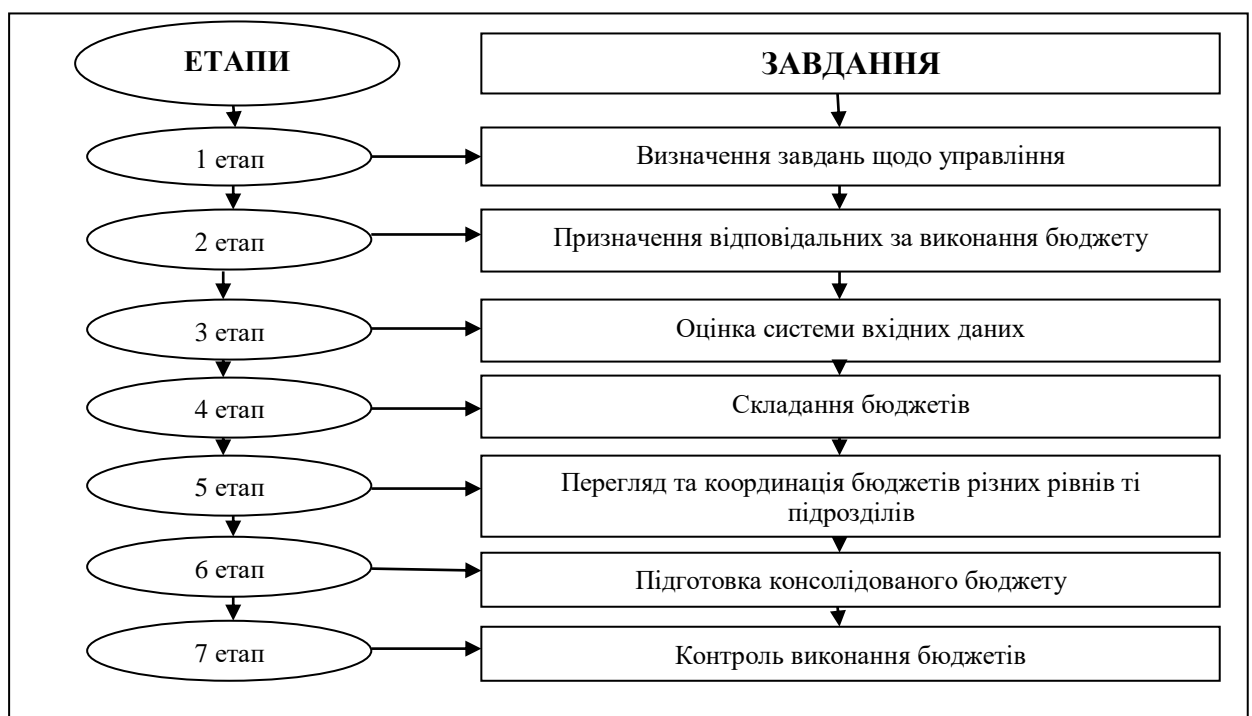 ЕТАПИ
ЗАВДАННЯ
1 етап
Визначення завдань щодо управління
2 етап
Призначення відповідальних за виконання бюджету
3 етап
Оцінка системи вхідних даних
4 етап
Складання бюджетів
5 етап
Перегляд та координація бюджетів різних рівнів ті
підрозділів
6 етап
Підготовка консолідованого бюджету
7 етап
Контроль виконання бюджетів